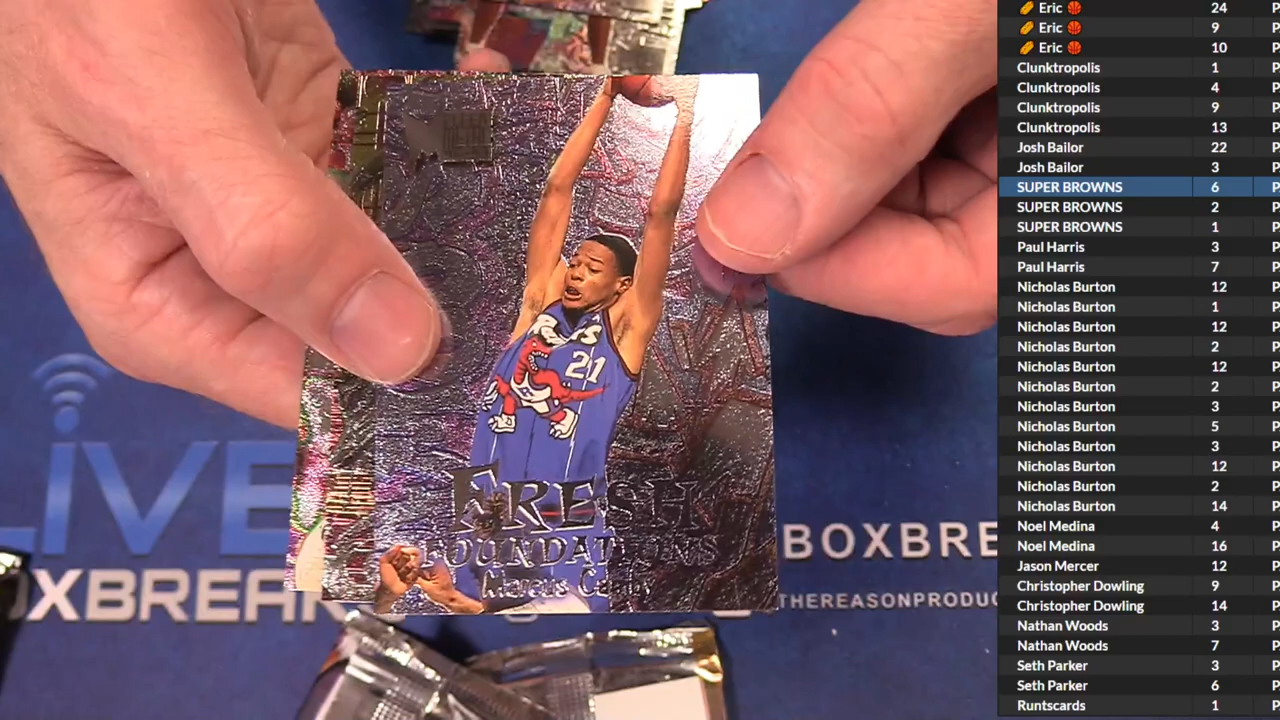 FLEER
METAL
21
FRESH
FOUNDATIONS
Marcus Camby
LIVE
OXBREAK
BOXBRE
THEREASONPRODUC
Eric 24 P
Eric 9 P
Eric 10 P
Clunktropolis 1 P
Clunktropolis 4 P
Clunktropolis 9 P
Clunktropolis 13 P
Josh Bailor 22 P
Josh Bailor 3 P
SUPER BROWNS 6 P
SUPER BROWNS 2 P
SUPER BROWNS 1 P
Paul Harris 3 P
Paul Harris 7 P
Nicholas Burton 12 P
Nicholas Burton 1 P
Nicholas Burton 12 P
Nicholas Burton 2 P
Nicholas Burton 12 P
Nicholas Burton 2 P
Nicholas Burton 3 P
Nicholas Burton 5 P
Nicholas Burton 3 P
Nicholas Burton 12 P
Nicholas Burton 2 P
Nicholas Burton 14 P
Noel Medina 4 P
Noel Medina 16 P
Jason Mercer 12 P
Christopher Dowling 9 P
Christopher Dowling 14 P
Nathan Woods 3 P
Nathan Woods 7 P
Seth Parker 3 P
Seth Parker 6 P
Runtscards 1 P